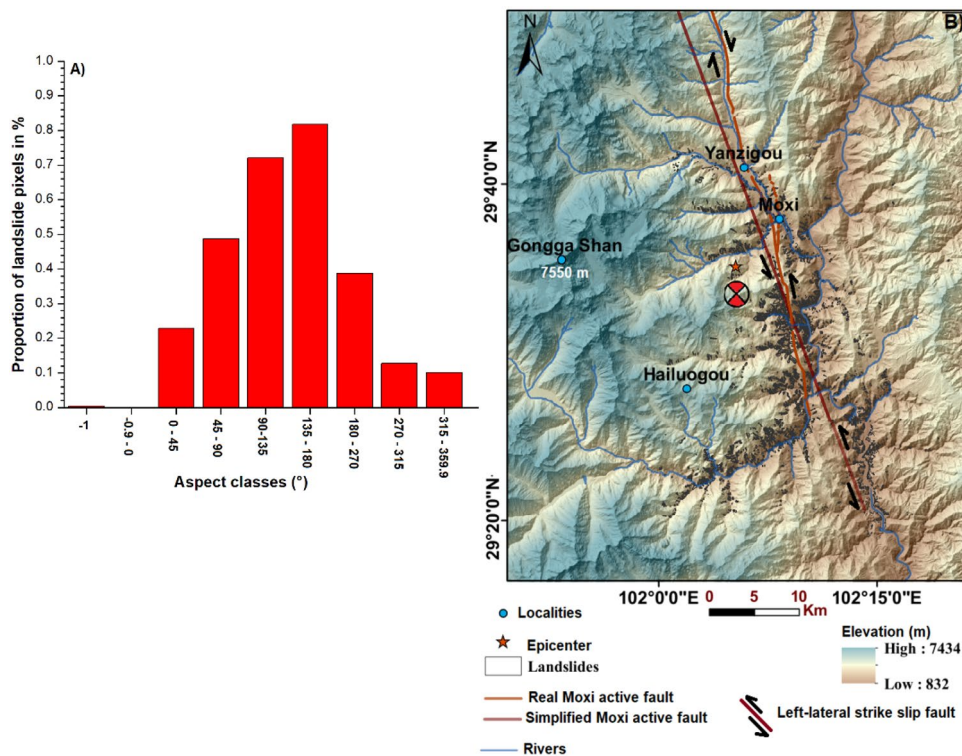 A)
Proportion of landslide pixels in %
1.0
0.9
0.8
0.7
0.6
0.5
0.4
0.3
0.2
0.1
0.0
-1
-0.9 - 0
0 - 45
45 - 90
90-135
135 - 180
180 - 270
270 - 315
315 - 359.9
Aspect classes (°)
B)
N
29°40'0"N
29°20'0"N
Yanzigou
Moxi
Gongga Shan
7550 m
Hailuogou
102°0'0"E
102°15'0"E
0 5 10
Km
Localities
Epicenter
Landslides
Real Moxi active fault
Simplified Moxi active fault
Rivers
Elevation (m)
High : 7434
Low : 832
Left-lateral strike slip fault